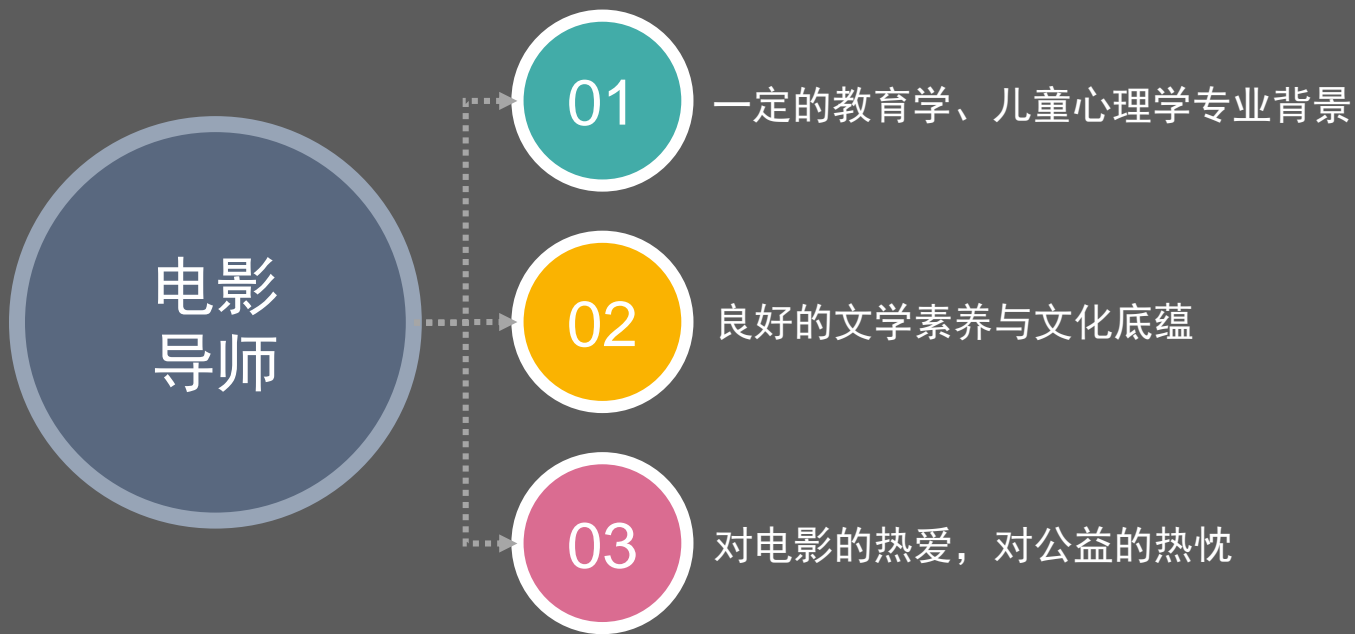 电影
导师
01
一定的教育学、儿童心理学专业背景
02
良好的文学素养与文化底蕴
03
对电影的热爱，对公益的热忱